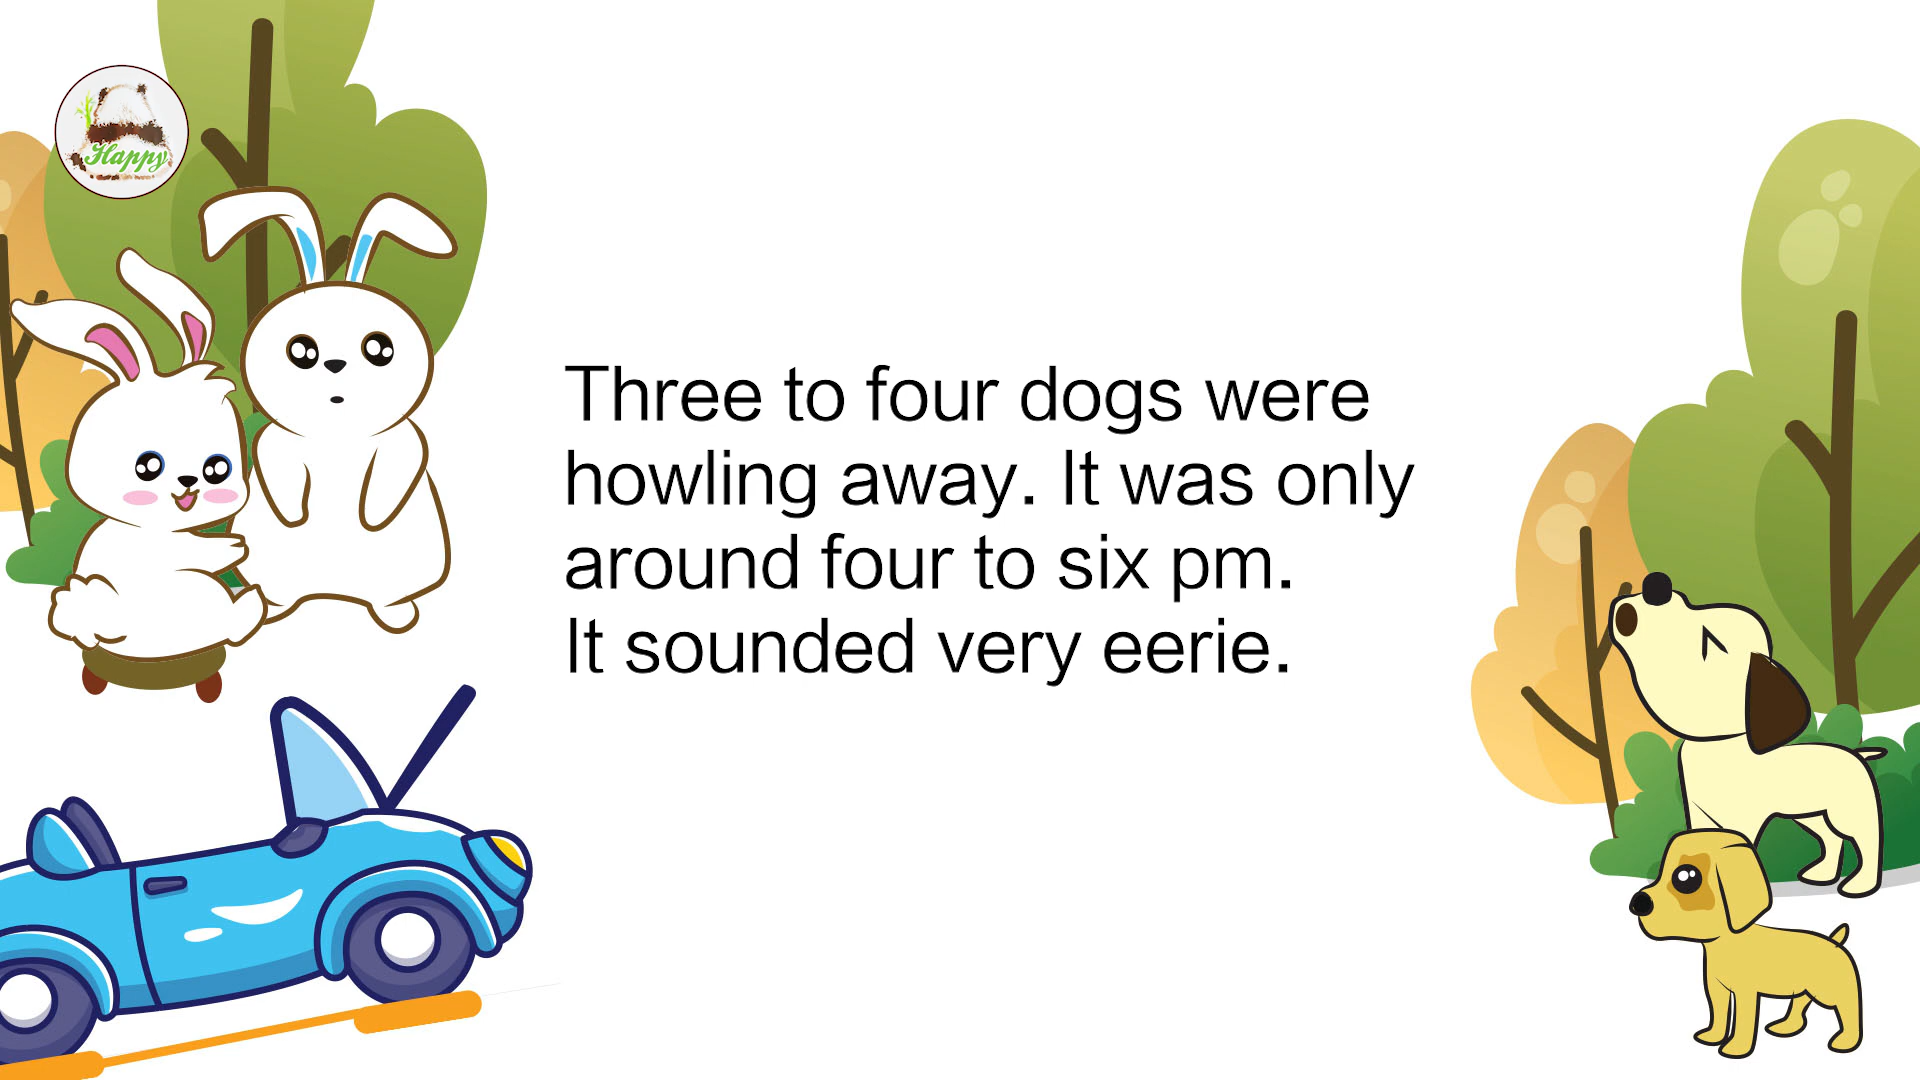 Happy
Three to four dogs were
howling away. It was only
around four to six pm.
It sounded very eerie.